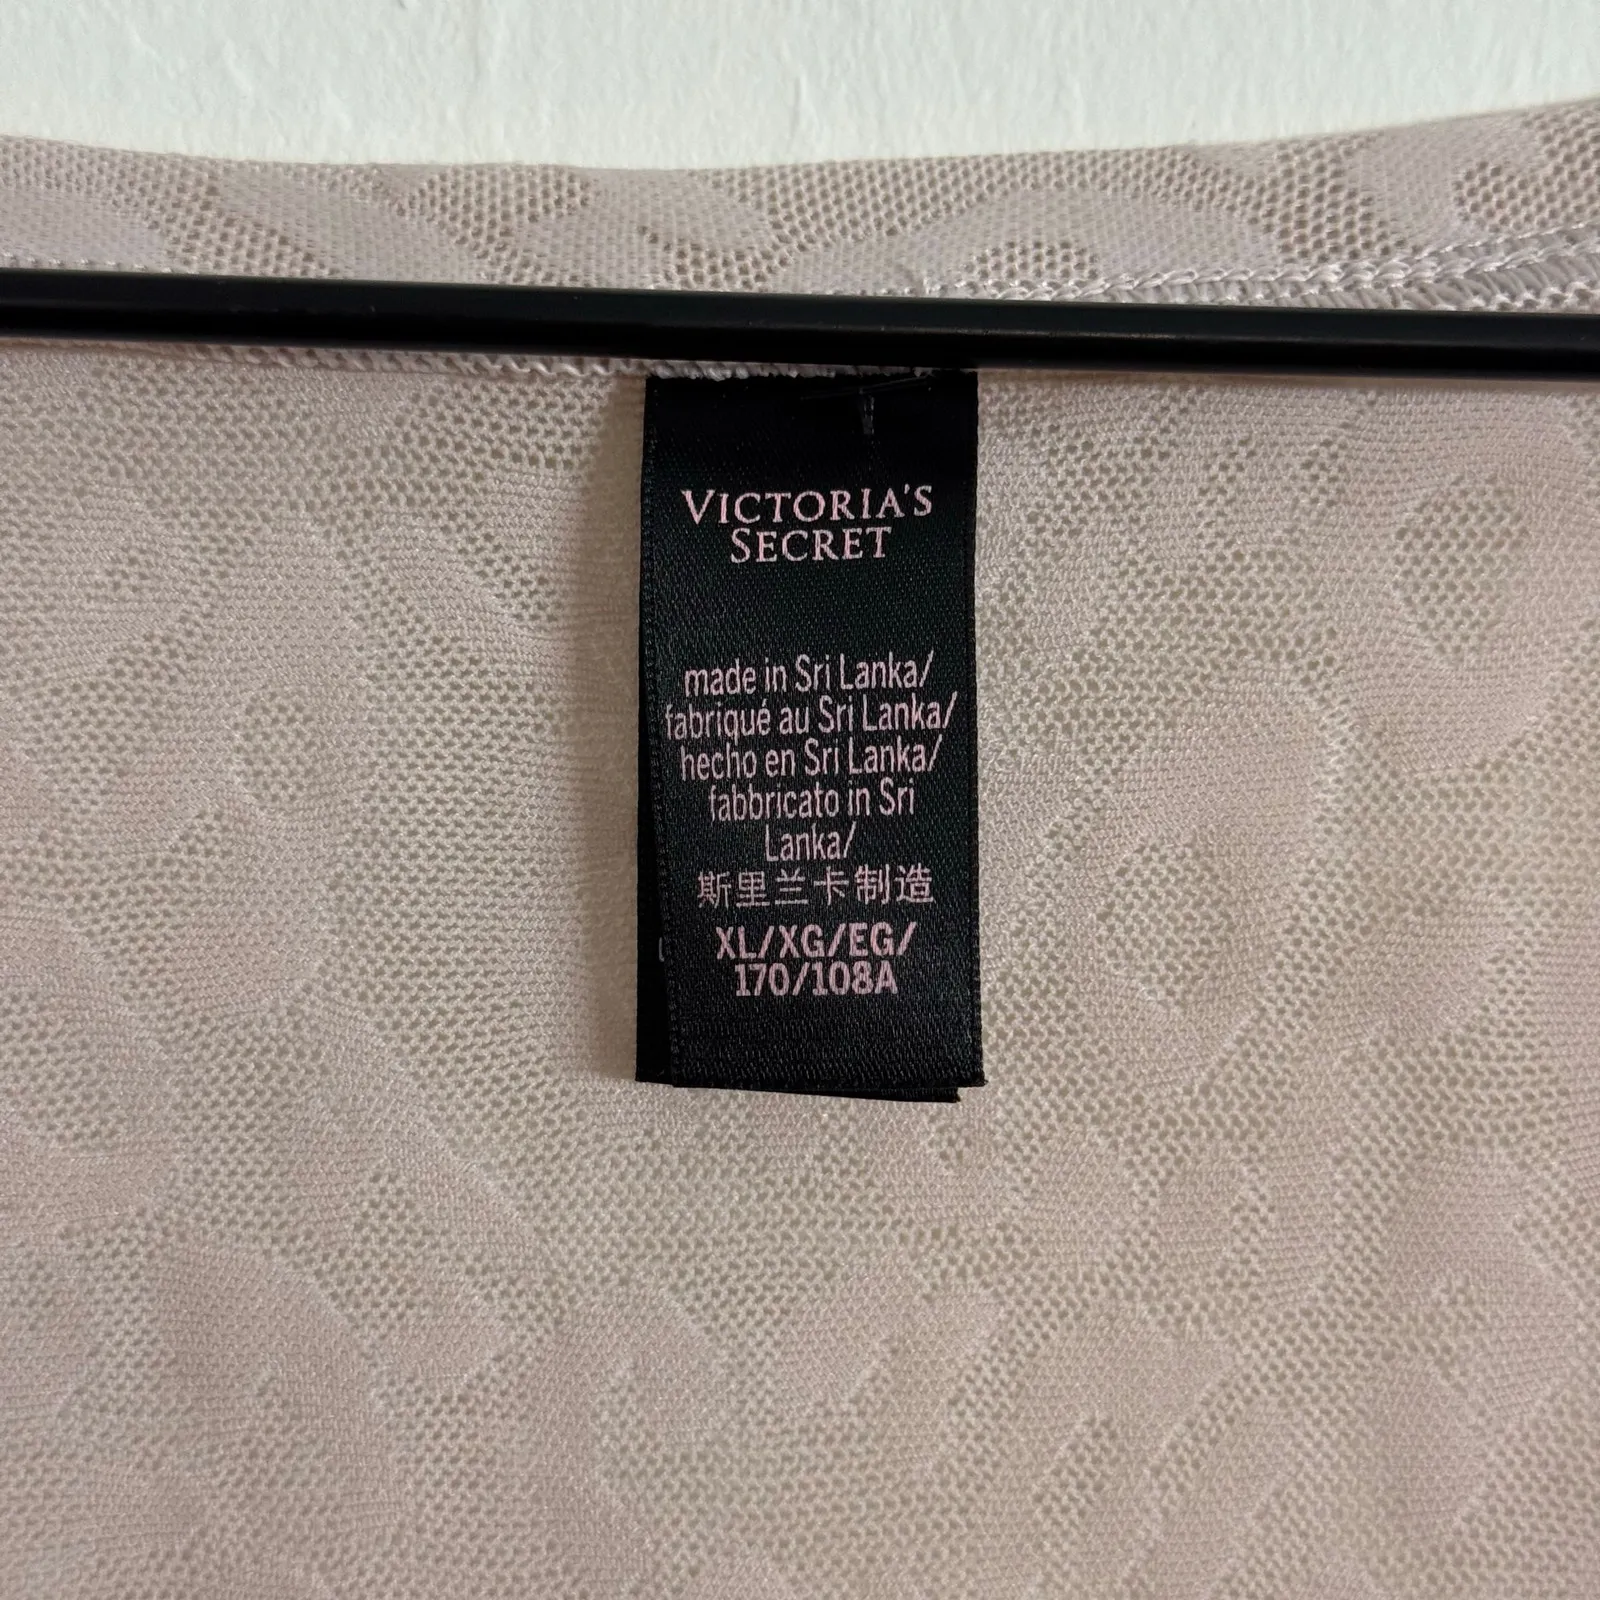 VICTORIA'S
SECRET
made in Sri Lanka/
fabriqué au Sri Lanka/
hecho en Sri Lanka/
fabbricato in Sri
Lanka/
斯里兰卡制造
XL/XG/EG/
170/108A